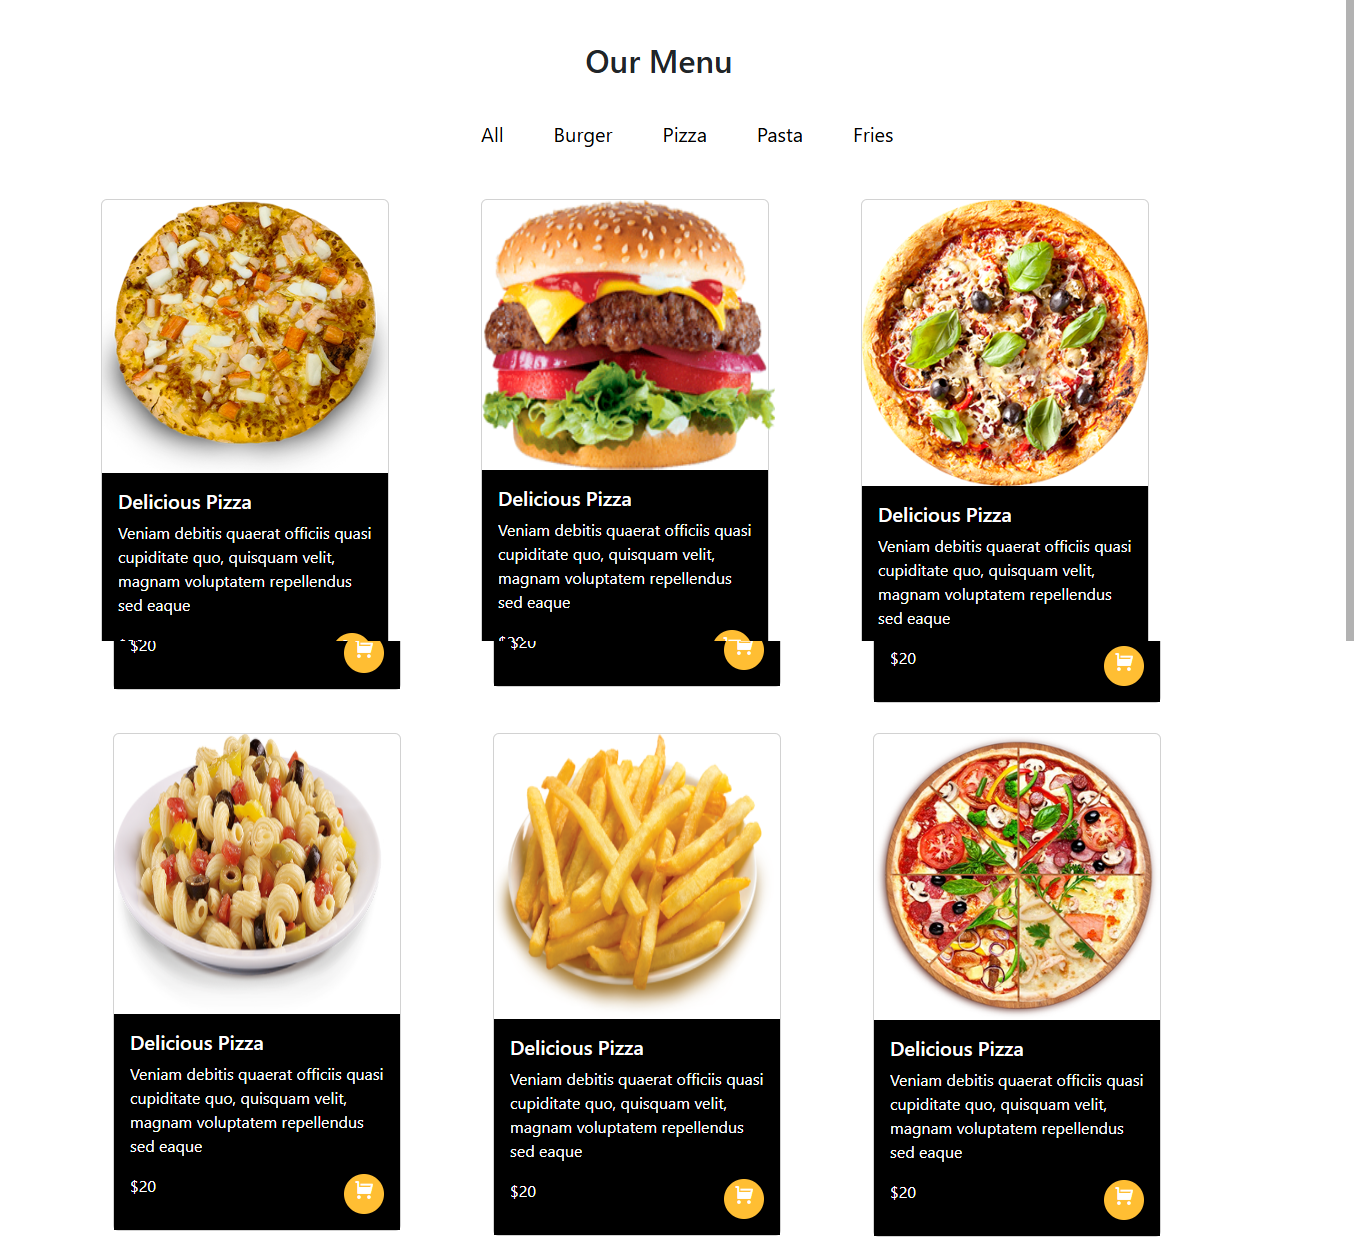 Our Menu
All Burger Pizza Pasta Fries
Delicious Pizza
Veniam debitis quaerat officiis quasi
cupiditate quo, quisquam velit,
magnam voluptatem repellendus
sed eaque
$20
Delicious Pizza
Veniam debitis quaerat officiis quasi
cupiditate quo, quisquam velit,
magnam voluptatem repellendus
sed eaque
$20
Delicious Pizza
Veniam debitis quaerat officiis quasi
cupiditate quo, quisquam velit,
magnam voluptatem repellendus
sed eaque
$20
Delicious Pizza
Veniam debitis quaerat officiis quasi
cupiditate quo, quisquam velit,
magnam voluptatem repellendus
sed eaque
$20
Delicious Pizza
Veniam debitis quaerat officiis quasi
cupiditate quo, quisquam velit,
magnam voluptatem repellendus
sed eaque
$20
Delicious Pizza
Veniam debitis quaerat officiis quasi
cupiditate quo, quisquam velit,
magnam voluptatem repellendus
sed eaque
$20